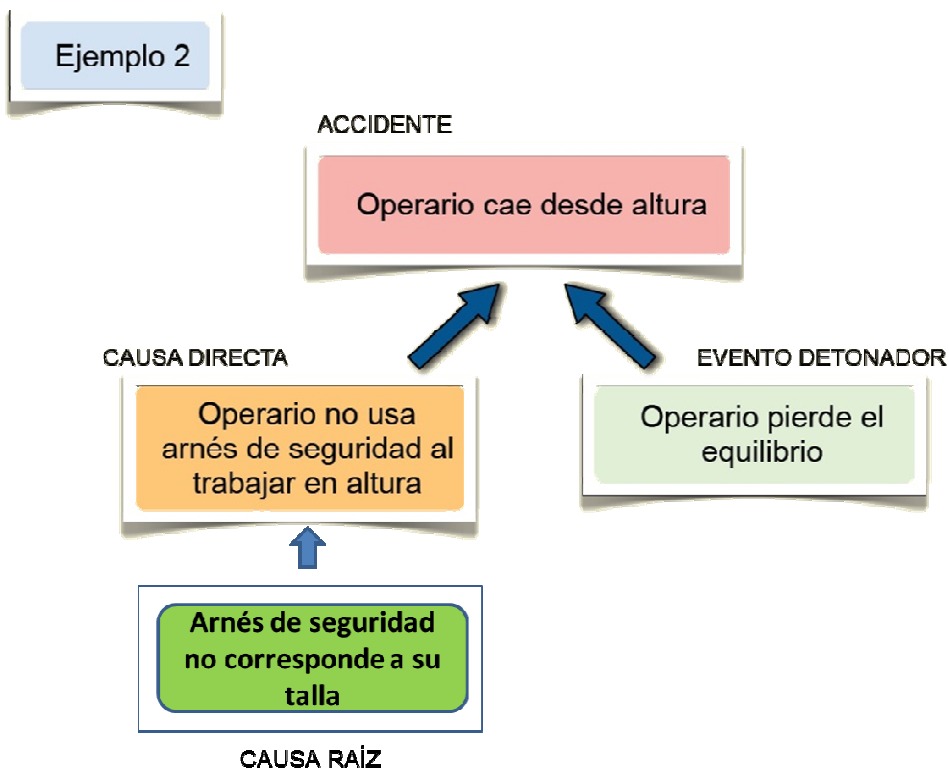 Ejemplo 2
ACCIDENTE
Operario cae desde altura
CAUSA DIRECTA
Operario no usa
arnés de seguridad al
trabajar en altura
EVENTO DETONADOR
Operario pierde el
equilibrio
Arnés de seguridad
no corresponde a su
talla
CAUSA RAÍZ